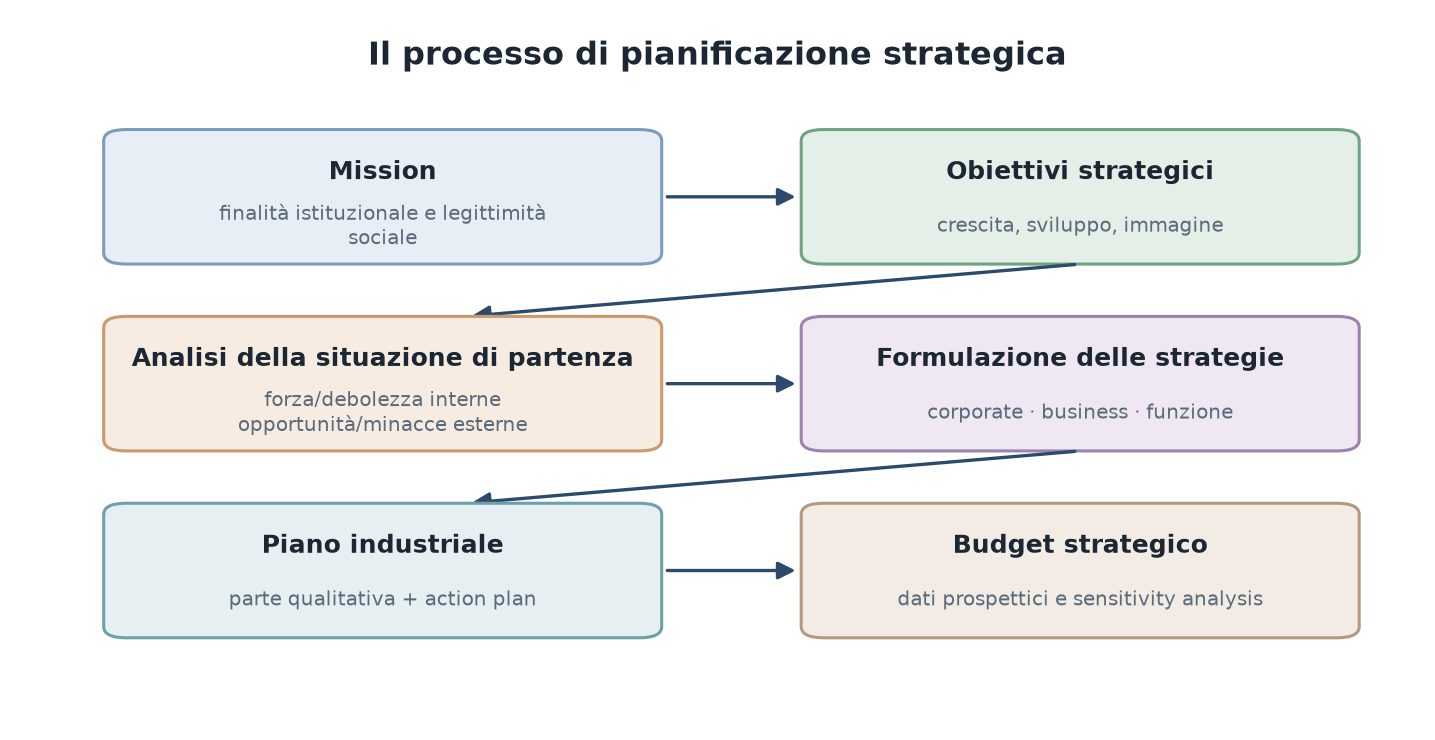 Il processo di pianificazione strategica
Mission
finalità istituzionale e legittimità
sociale
Obiettivi strategici
crescita, sviluppo, immagine
Analisi della situazione di partenza
forza/debolezza interne
opportunità/minacce esterne
Formulazione delle strategie
corporate · business · funzione
Piano industriale
parte qualitativa + action plan
Budget strategico
dati prospettici e sensitivity analysis